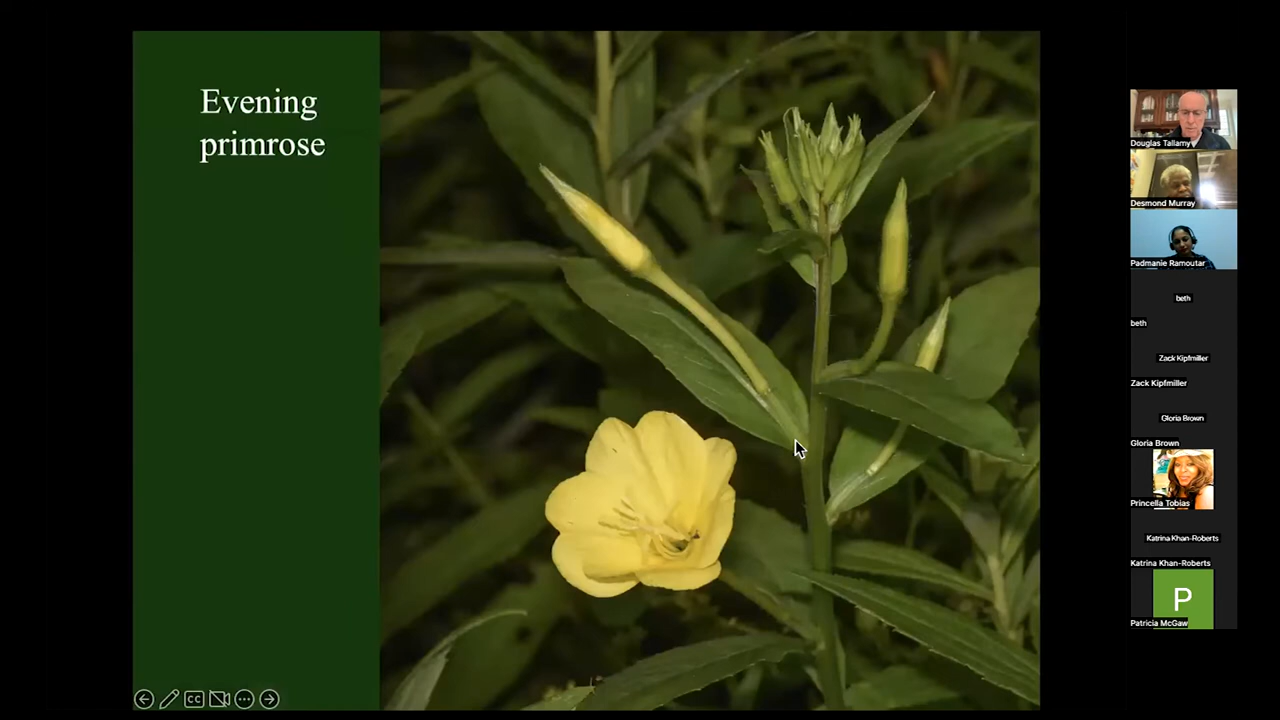 Evening
primrose
Douglas Tallamy
Desmond Murray
Padmanie Ramoutar
beth
beth
Zack Kipfmiller
Zack Kipfmiller
Gloria Brown
Gloria Brown
Princella Tobias
Katrina Khan-Roberts
Katrina Khan-Roberts
P
Patricia McGaw
CC